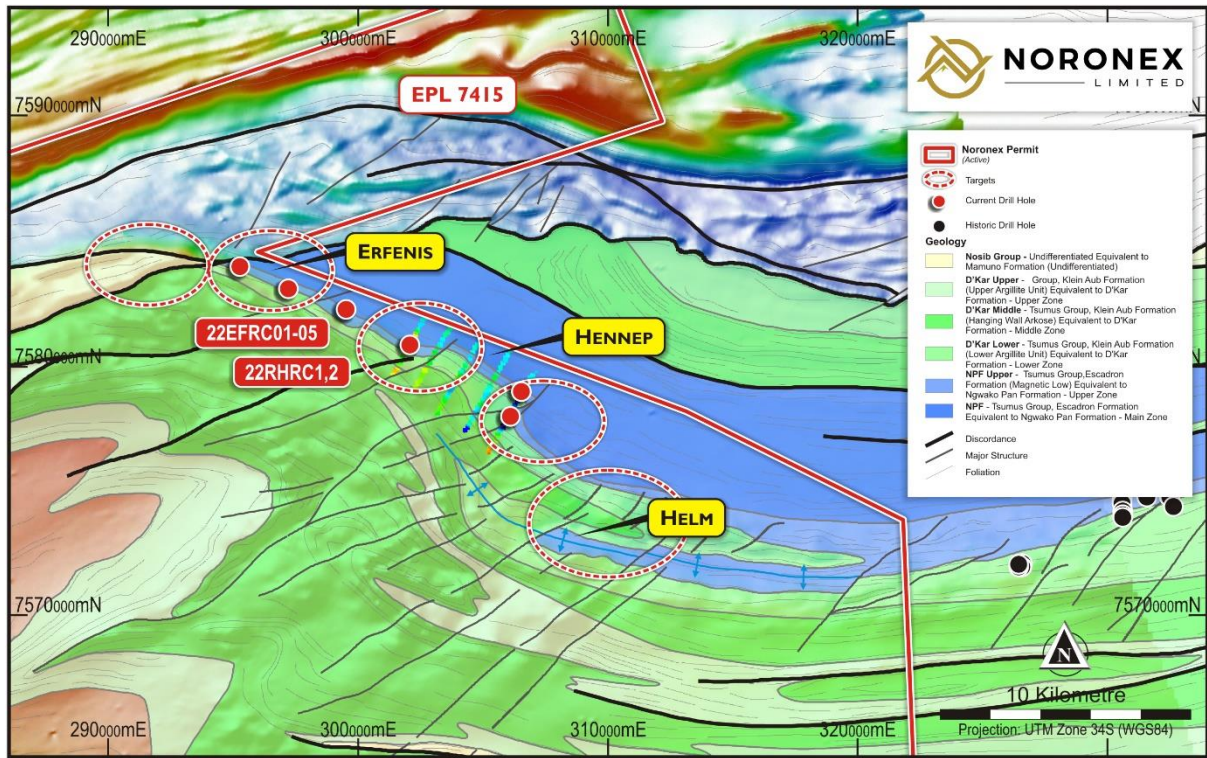 290000mE
300000mE
310000mE
320000mE
NORONEX
LIMITED
EPL 7415
7590000mN
Noronex Permit
(Active)
Targets
Current Drill Hole
Historic Drill Hole
Geology
Nosib Group - Undifferentiated Equivalent to
Mamuno Formation (Undifferentiated)
D'Kar Upper - Group, Klein Aub Formation
(Upper Argillite Unit) Equivalent to D'Kar
Formation - Upper Zone
D'Kar Middle - Tsumus Group, Klein Aub Formation
(Hanging Wall Arkose) Equivalent to D'Kar
Formation - Middle Zone
D'Kar Lower - Tsumus Group, Klein Aub Formation
(Lower Argillite Unit) Equivalent to D'Kar
Formation - Lower Zone
NPF Upper - Tsumus Group,Escadron
Formation (Magnetic Low) Equivalent to
Ngwako Pan Formation - Upper Zone
NPF - Tsumus Group, Escadron Formation
Equivalent to Ngwako Pan Formation - Main Zone
Discordance
Major Structure
Foliation
ERFENIS
22EFRC01-05
HENNEP
7580000mN
22RHRC1,2
HELM
7570000mN
7570000mN
N
10 Kilometre
Projection: UTM Zone 34S (WGS84)
290000mE
300000mE
310000mE
320000mE